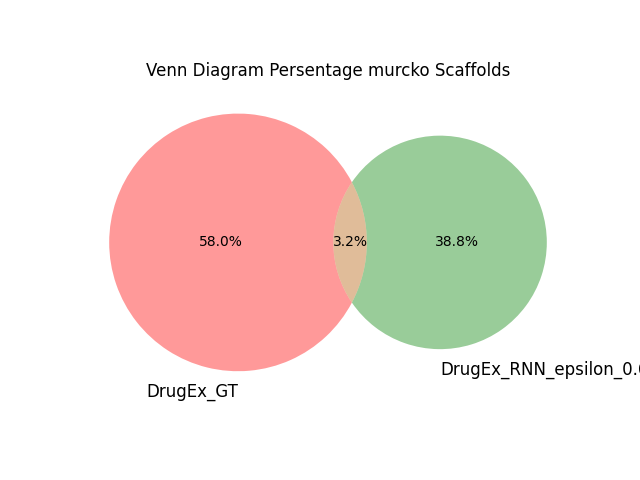 Venn Diagram Persentage murcko Scaffolds
58.0%
3.2%
38.8%
DrugEx_RNN_epsilon_0.
DrugEx_GT